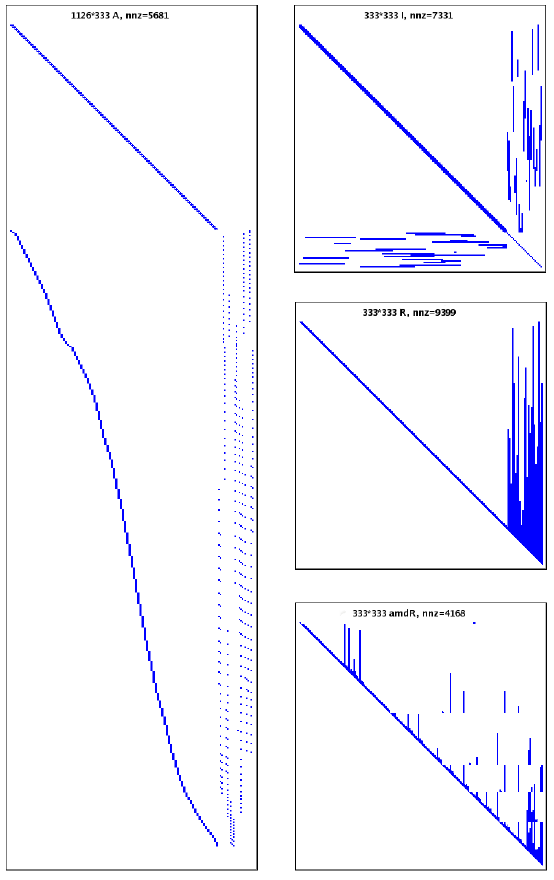 1126*333 A, nnz=5681
333*333 I, nnz=7331
333*333 R, nnz=9399
333*333 amdR, nnz=4168